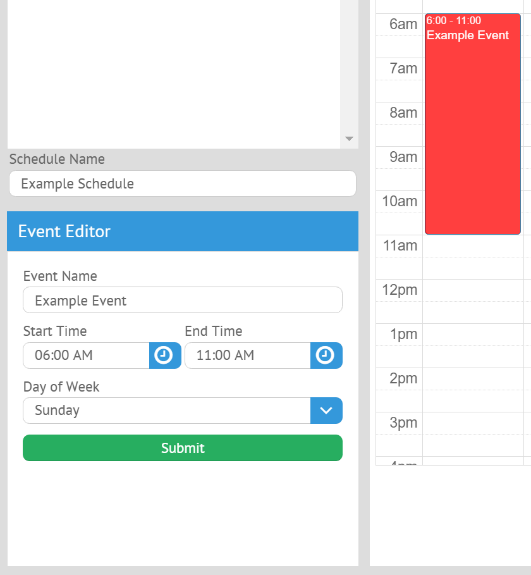 Schedule Name
Example Schedule
Event Editor
Event Name
Example Event
Start Time
End Time
06:00 AM
11:00 AM
Day of Week
Sunday
Submit
6am
6:00 - 11:00
Example Event
7am
8am
9am
10am
11am
12pm
1pm
2pm
3pm